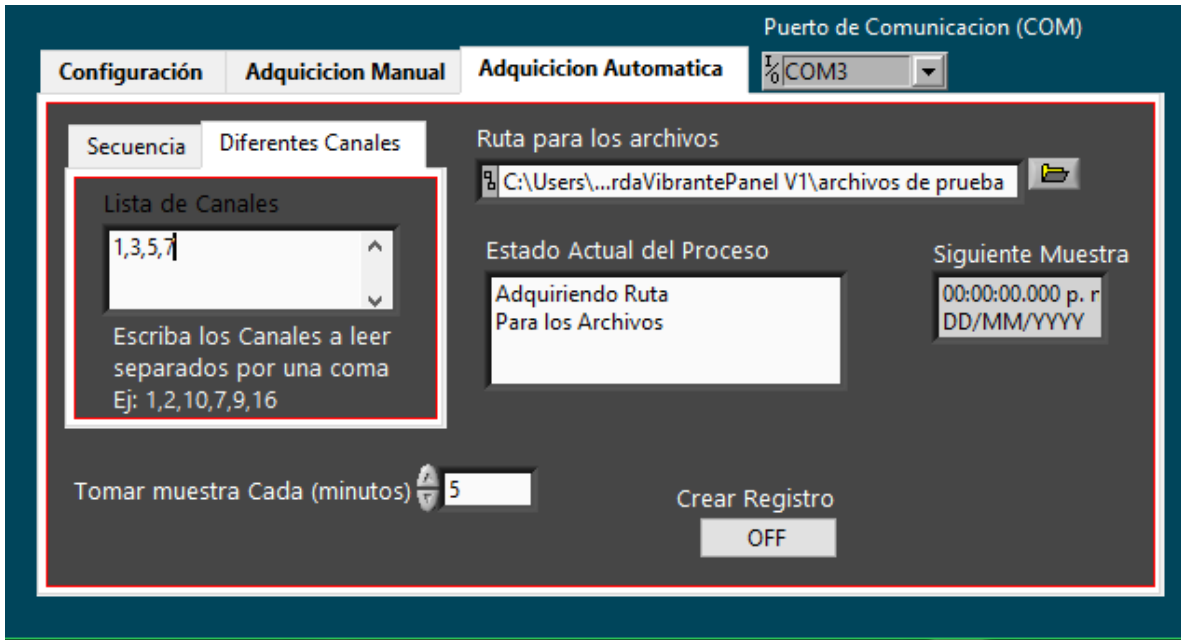 Puerto de Comunicacion (COM)
Configuración
Adquicicion Manual
Adquicicion Automatica
COM3
Secuencia
Diferentes Canales
Ruta para los archivos
C:\Users\...rdaVibrantePanel V1\archivos de prueba
Lista de Canales
1,3,5,7
Escriba los Canales a leer
separados por una coma
Ej: 1,2,10,7,9,16
Estado Actual del Proceso
Adquiriendo Ruta
Para los Archivos
Siguiente Muestra
00:00:00.000 p. r
DD/MM/YYYY
Tomar muestra Cada (minutos)
5
Crear Registro
OFF